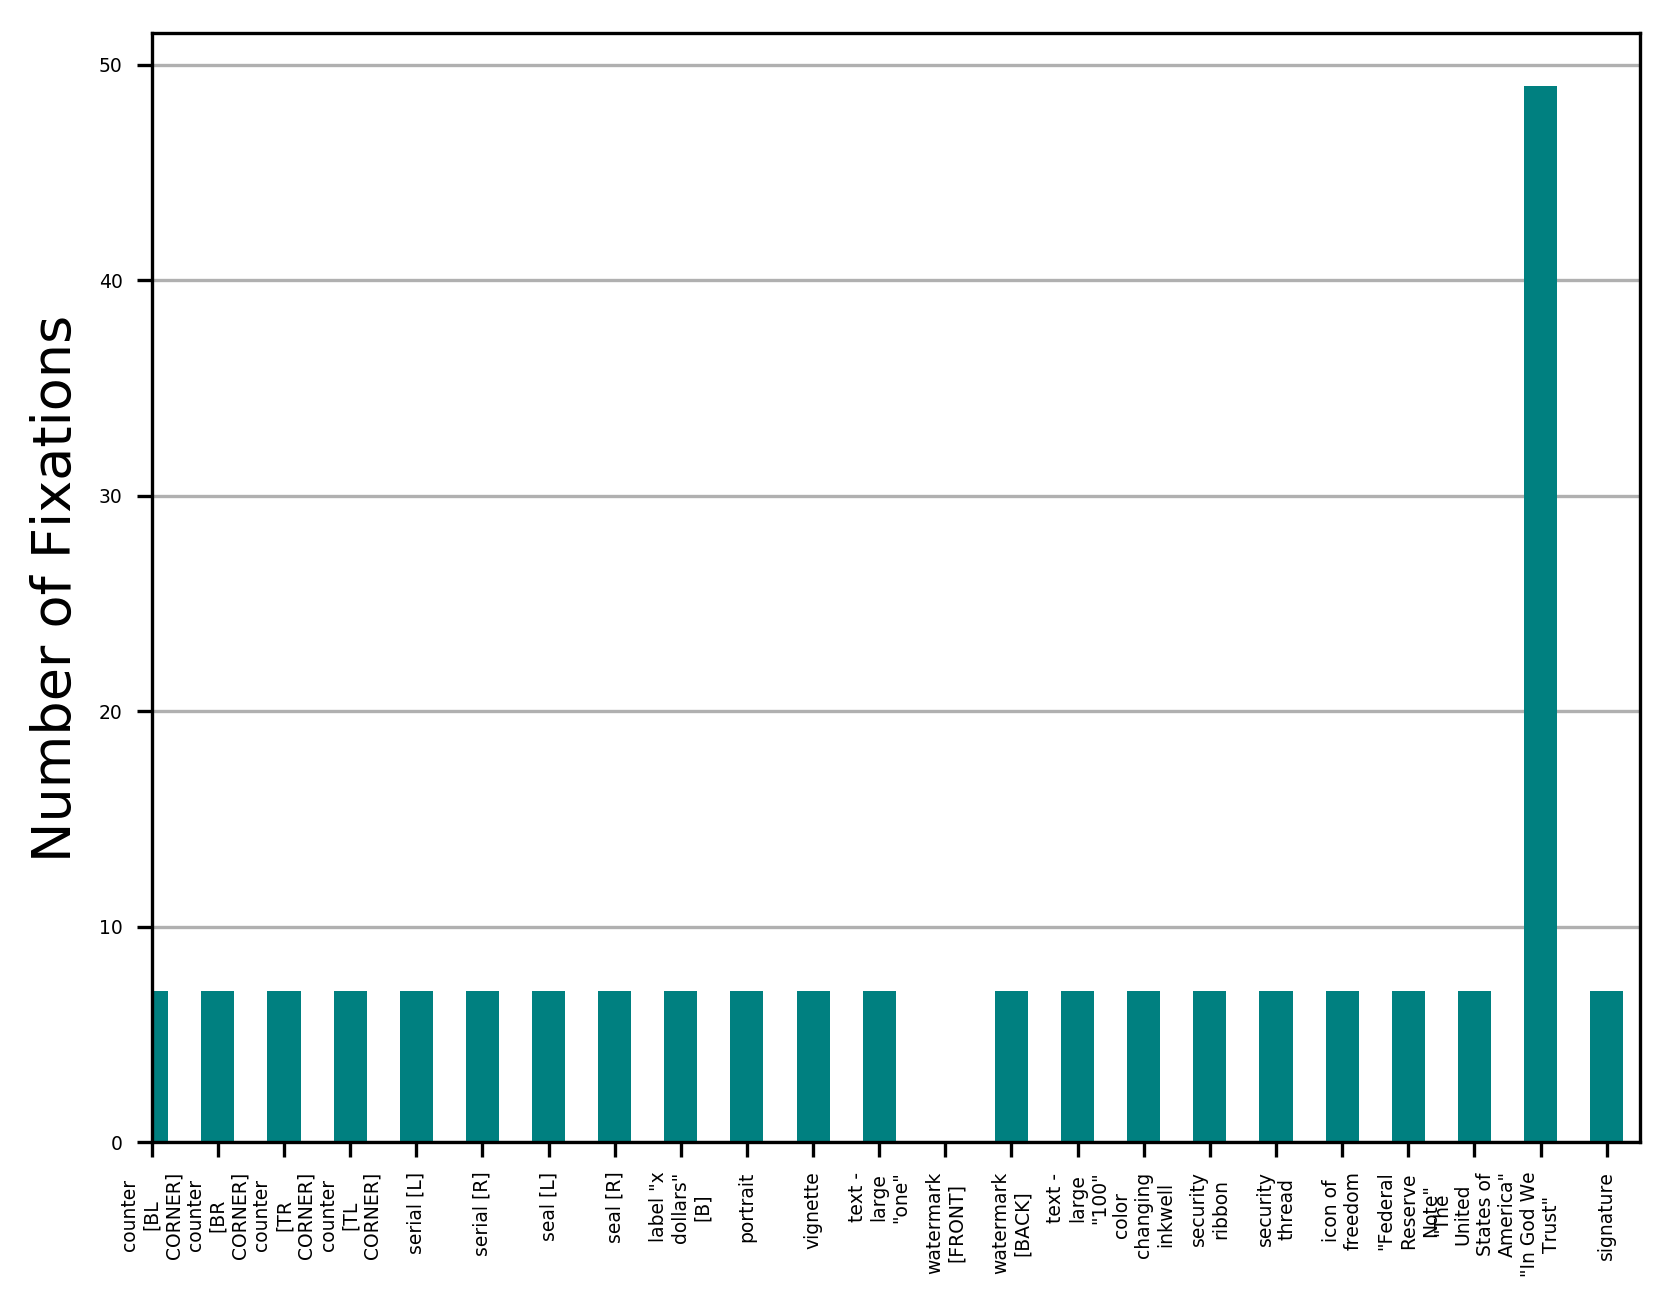 Number of Fixations
50
40
30
20
10
0
counter
[BL
CORNER]
counter
[BR
CORNER]
counter
[TR
CORNER]
counter
[TL
CORNER]
serial [L]
serial [R]
seal [L]
seal [R]
label "x
dollars"
[B]
portrait
vignette
text -
large
"one"
watermark
[FRONT]
watermark
[BACK]
text -
large
"100"
color
changing
inkwell
security
ribbon
security
thread
icon of
freedom
"Federal
Reserve
Note"
"The
United
States of
America"
"In God We
Trust"
signature